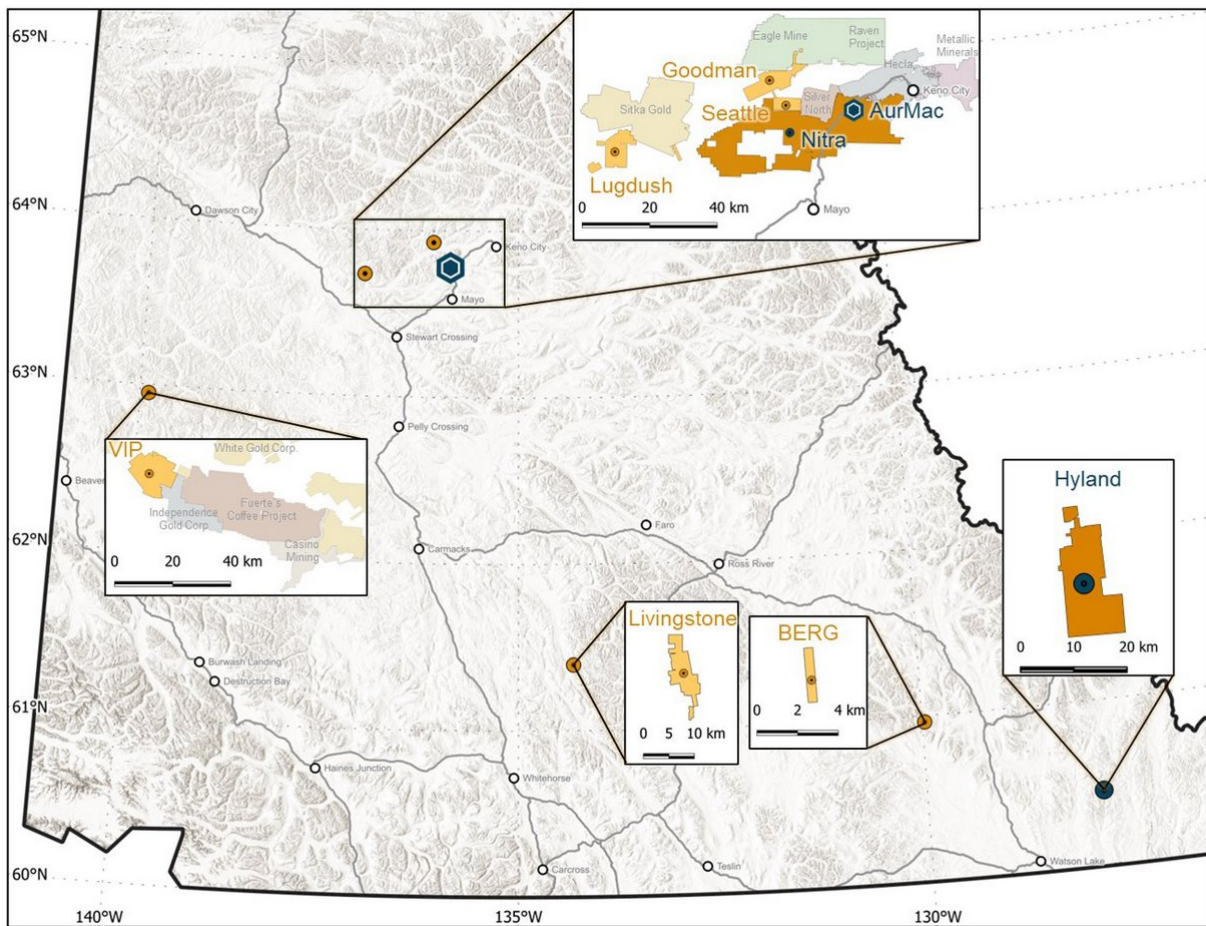 65°N
64°N
63°N
62°N
61°N
60°N
140°W
135°W
130°W
Eagle Mine
Raven
Project
Metallic
Minerals
Hecla
Keno City
Goodman
Sitka Gold
Seattle
Silver
North
AurMac
Nitra
Lugdush
Mayo
0 20 40 km
Dawson City
Keno City
Mayo
Stewart Crossing
Pelly Crossing
VIP
White Gold Corp.
Independence
Gold Corp.
Fuerte's
Coffee Project
Casino
Mining
0 20 40 km
Beaver
Carmacks
Faro
Ross River
Hyland
0 10 20 km
Livingstone
0 5 10 km
BERG
0 2 4 km
Burwash Landing
Destruction Bay
Haines Junction
Whitehorse
Carcross
Teslin
Watson Lake